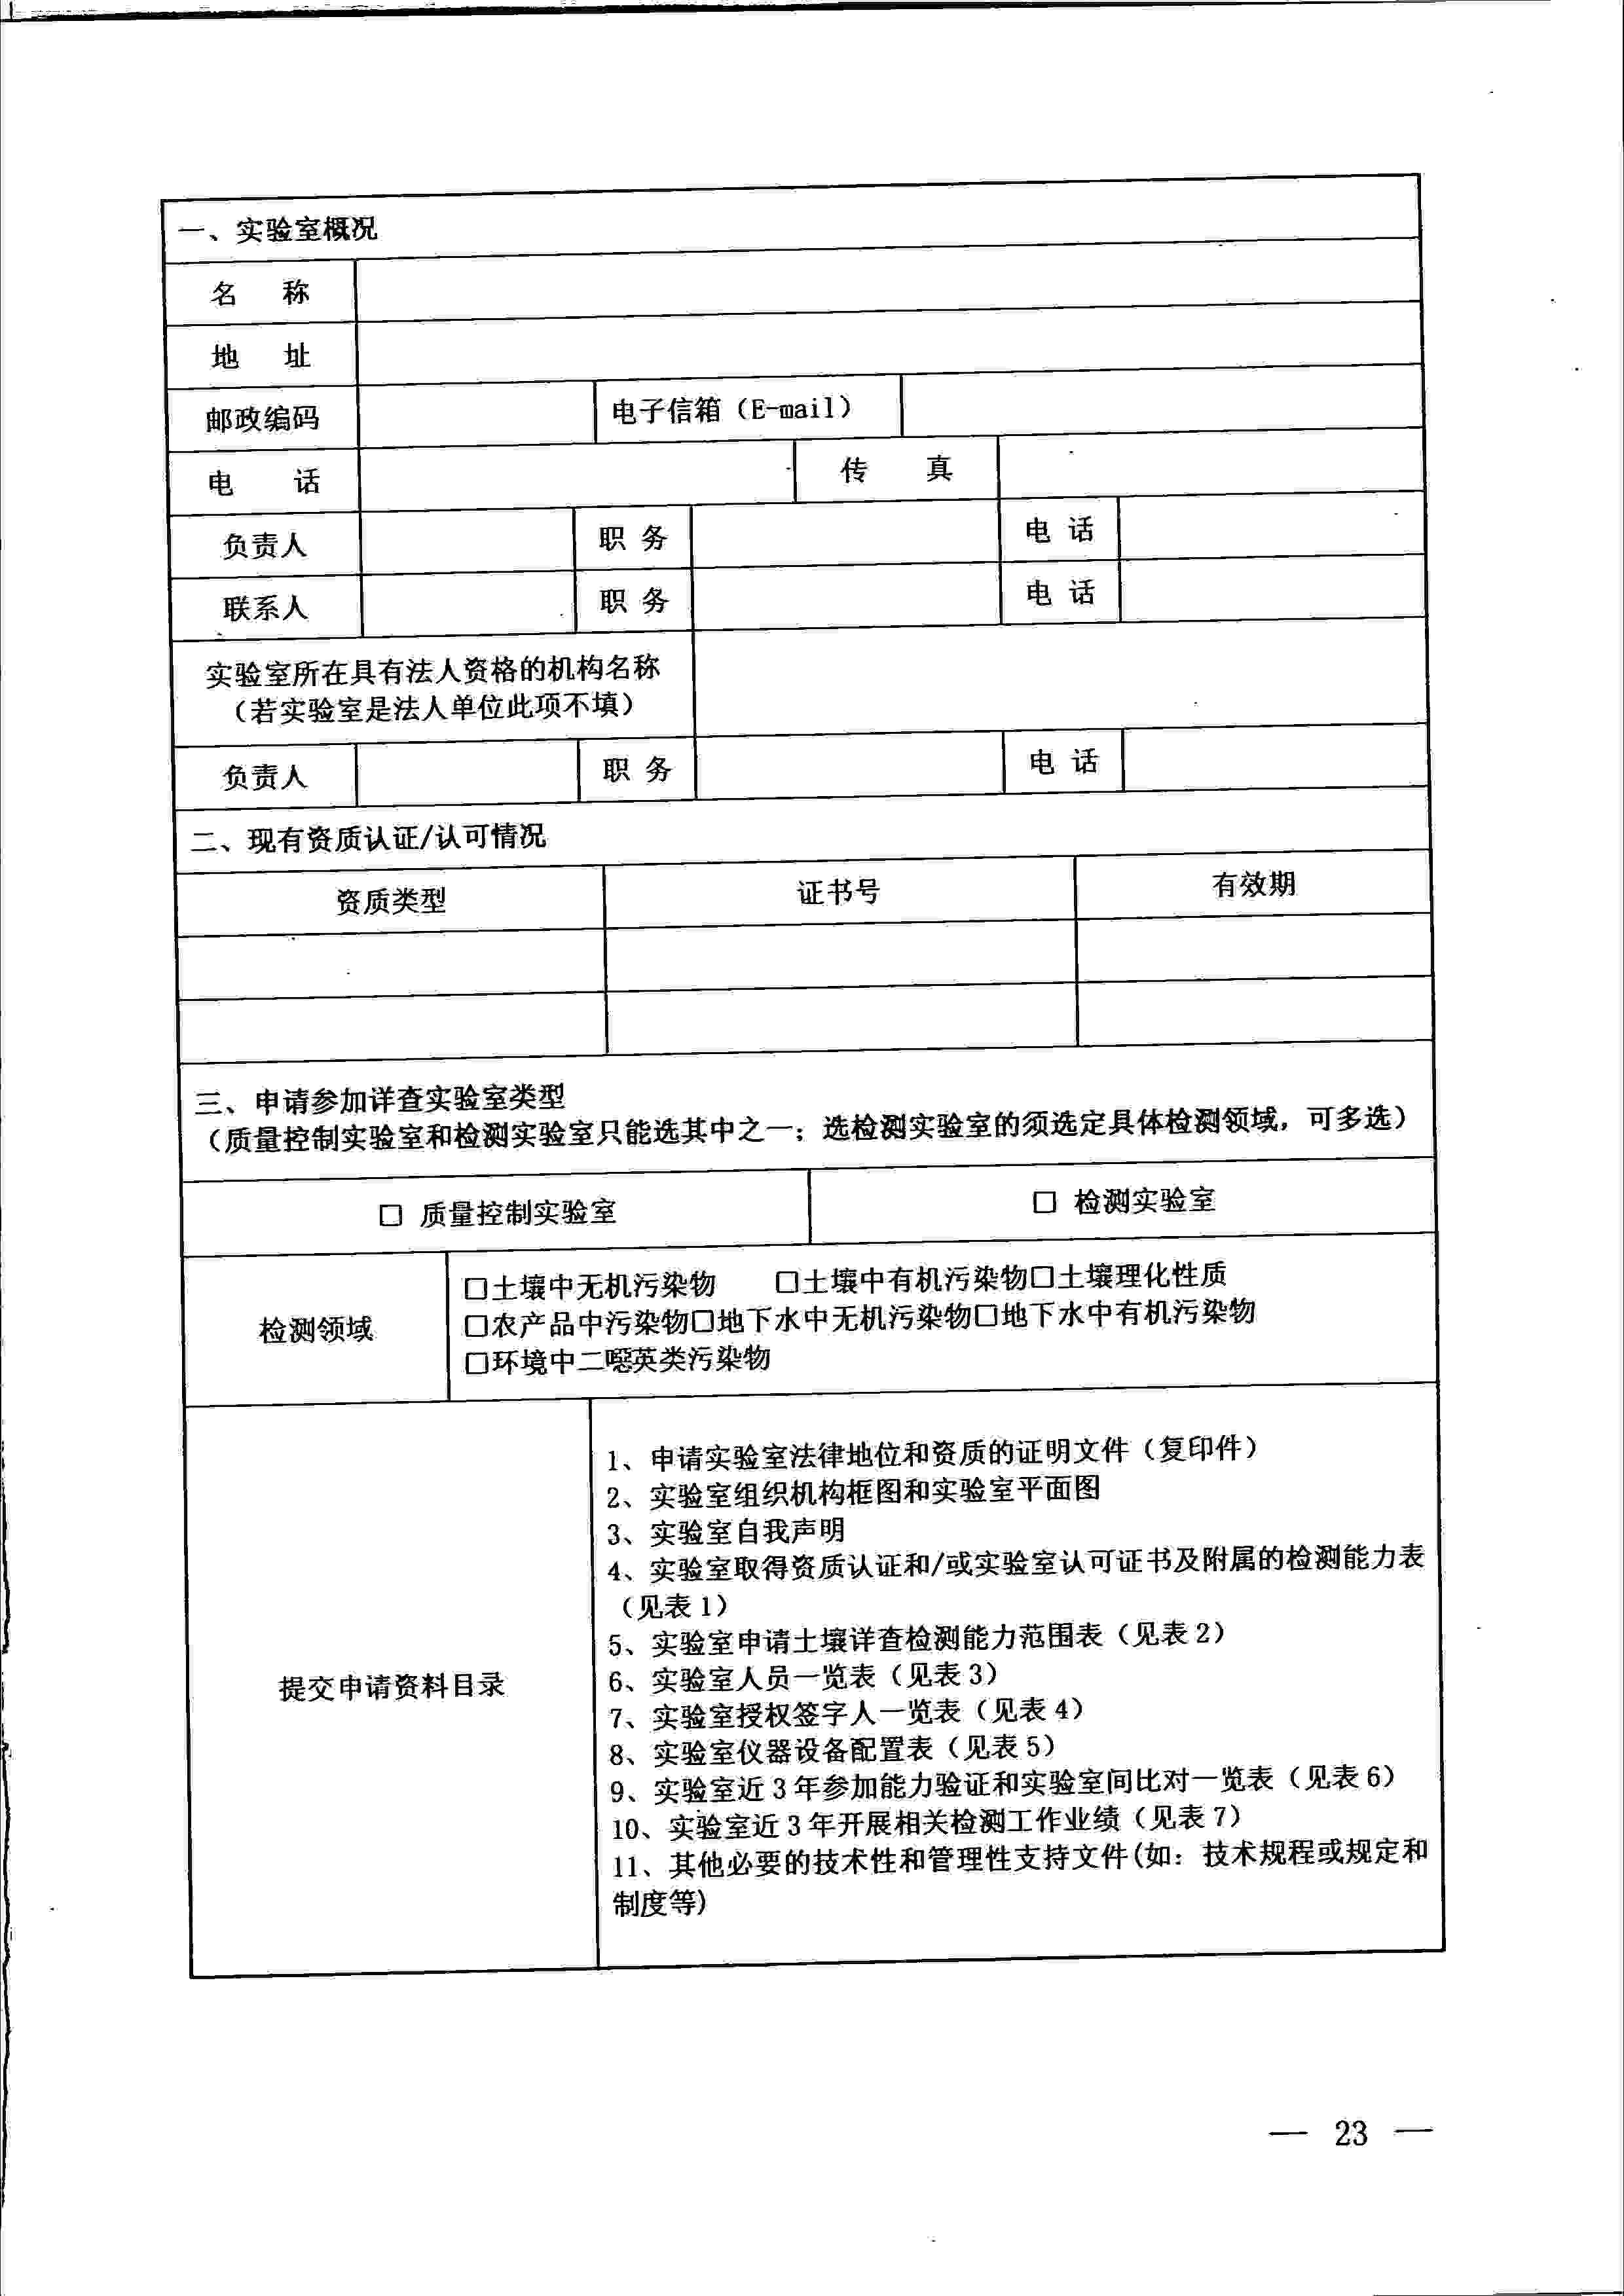 一、实验室概况
名 称
地 址
邮政编码 电子信箱（E-mail）
电 话 传 真
负责人 职 务 电 话
联系人 职 务 电 话
实验室所在具有法人资格的机构名称
（若实验室是法人单位此项不填）
负责人 职 务 电 话
二、现有资质认证/认可情况
资质类型 证书号 有效期
三、申请参加详查实验室类型
（质量控制实验室和检测实验室只能选其中之一；选检测实验室的须选定具体检测领域，可多选）
□ 质量控制实验室 □ 检测实验室
检测领域
□土壤中无机污染物 □土壤中有机污染物□土壤理化性质
□农产品中污染物□地下水中无机污染物□地下水中有机污染物
□环境中二噁英类污染物
提交申请资料目录
1、申请实验室法律地位和资质的证明文件（复印件）
2、实验室组织机构框图和实验室平面图
3、实验室自我声明
4、实验室取得资质认证和/或实验室认可证书及附属的检测能力表
（见表 1）
5、实验室申请土壤详查检测能力范围表（见表 2）
6、实验室人员一览表（见表 3）
7、实验室授权签字人一览表（见表 4）
8、实验室仪器设备配置表（见表 5）
9、实验室近 3 年参加能力验证和实验室间比对一览表（见表 6）
10、实验室近 3 年开展相关检测工作业绩（见表 7）
11、其他必要的技术性和管理性支持文件(如：技术规程或规定和
制度等)
— 23 —